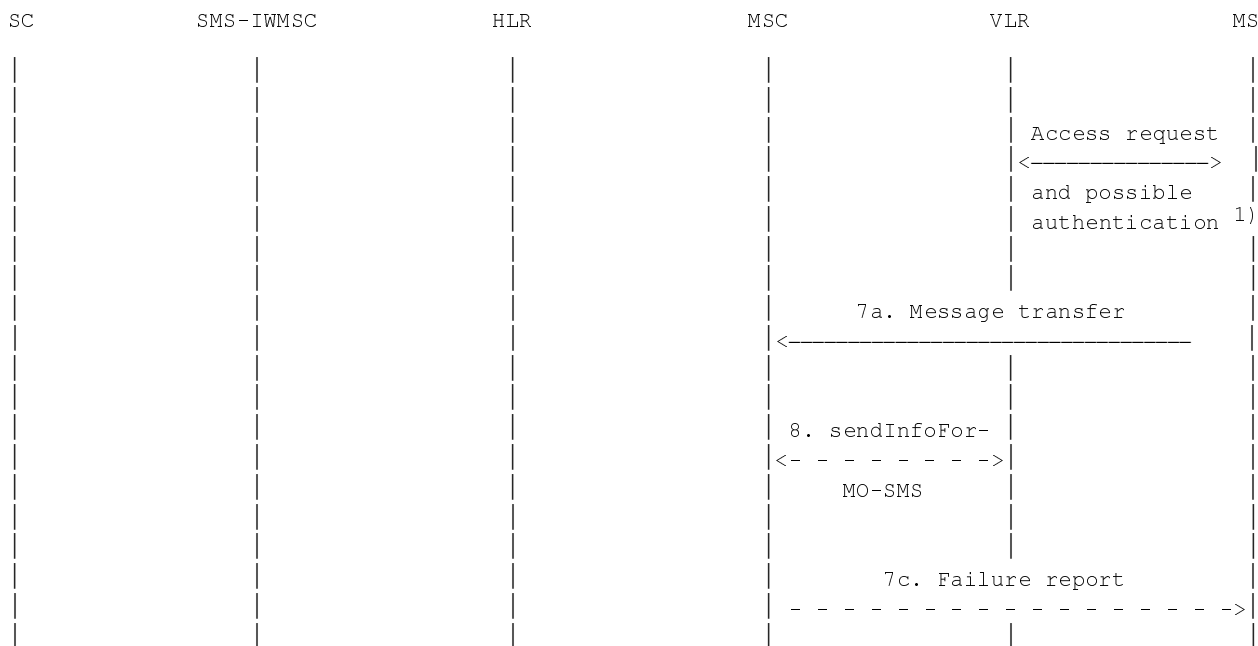 SC SMS-IWMSC HLR MSC VLR MS
Access request
and possible
authentication 1)
7a. Message transfer
8. sendInfoFor-
MO-SMS
7c. Failure report